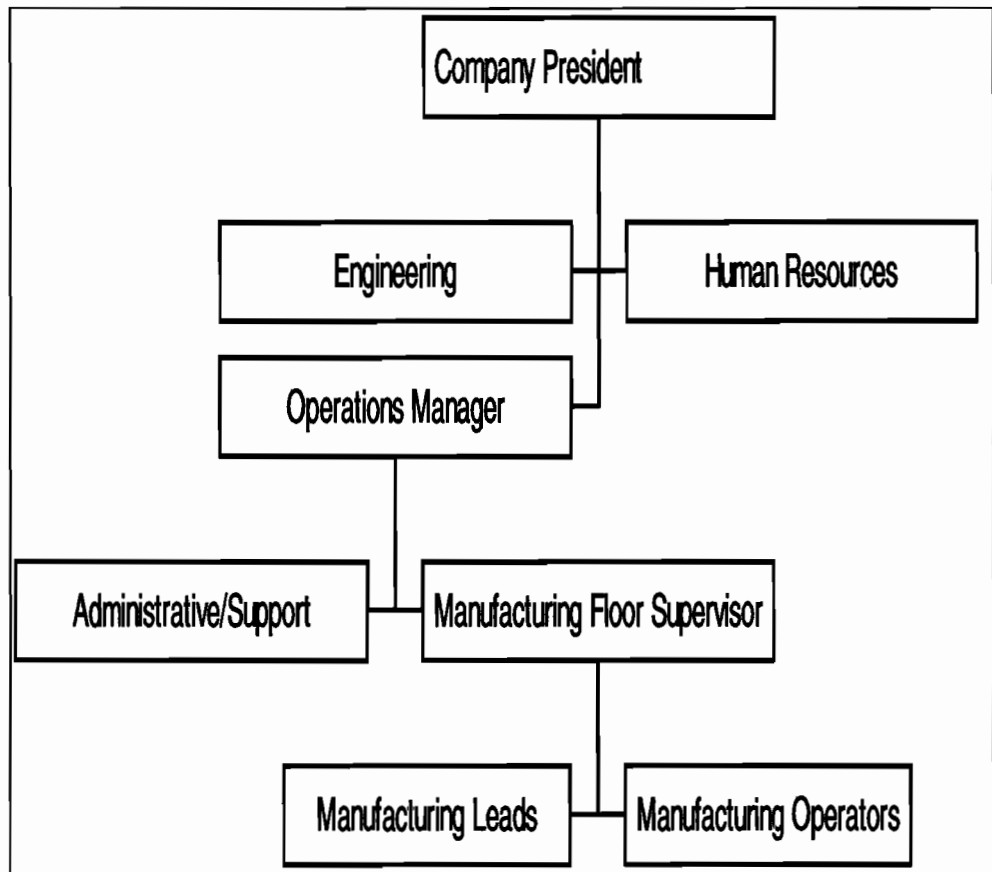 Company President
Engineering
Human Resources
Operations Manager
Administrative/Support
Manufacturing Floor Supervisor
Manufacturing Leads
Manufacturing Operators